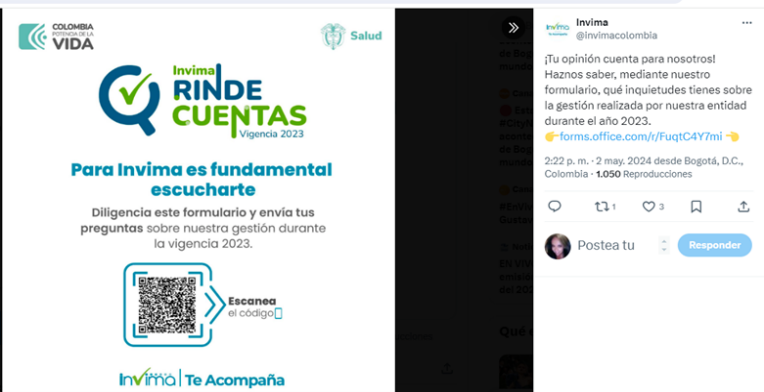 COLOMBIA
POTENCIA DE LA
VIDA
Salud
Invima
RINDE
CUENTAS
Vigencia 2023
Para Invima es fundamental
escucharte
Diligencia este formulario y envía tus
preguntas sobre nuestra gestión durante
la vigencia 2023.
Escanea
el código
invima | Te Acompaña
Invima
@invimacolombia
¡Tu opinión cuenta para nosotros!
Haznos saber, mediante nuestro
formulario, qué inquietudes tienes sobre
la gestión realizada por nuestra entidad
durante el año 2023.
👉forms.office.com/r/FuqtC4Y7mi 👈
2:22 p. m. · 2 may. 2024 desde Bogotá, D.C.,
Colombia · 1.050 Reproducciones
1
3
Postea tu
Responder